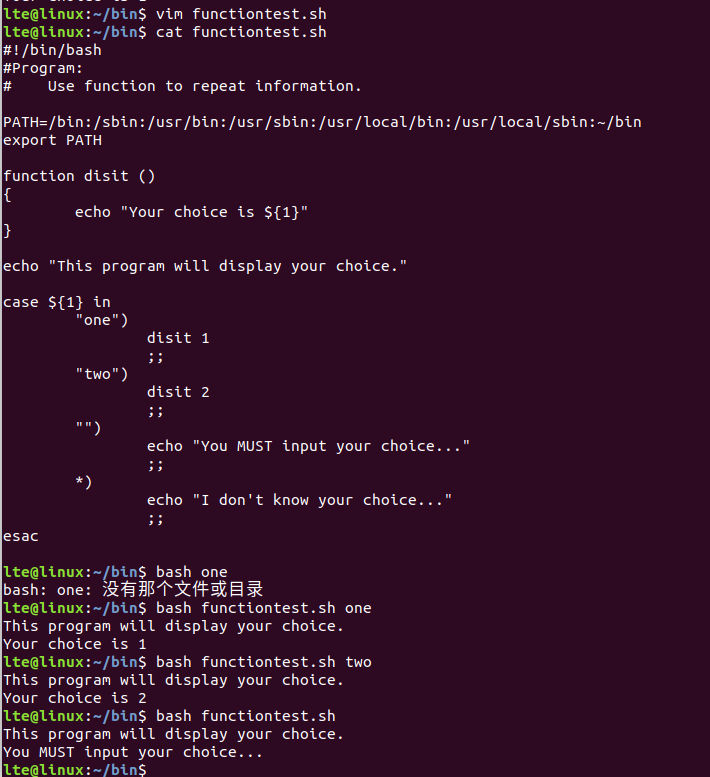 lte@linux:~/bin$ vim functiontest.sh
lte@linux:~/bin$ cat functiontest.sh
#!/bin/bash
#Program:
#    Use function to repeat information.

PATH=/bin:/sbin:/usr/bin:/usr/sbin:/usr/local/bin:/usr/local/sbin:~/bin
export PATH

function disit ()
{
        echo "Your choice is ${1}"
}

echo "This program will display your choice."

case ${1} in
        "one")
                disit 1
                ;;
        "two")
                disit 2
                ;;
        "")
                echo "You MUST input your choice..."
                ;;
        *)
                echo "I don't know your choice..."
                ;;
esac

lte@linux:~/bin$ bash one
bash: one: 没有那个文件或目录
lte@linux:~/bin$ bash functiontest.sh one
This program will display your choice.
Your choice is 1
lte@linux:~/bin$ bash functiontest.sh two
This program will display your choice.
Your choice is 2
lte@linux:~/bin$ bash functiontest.sh
This program will display your choice.
You MUST input your choice...
lte@linux:~/bin$